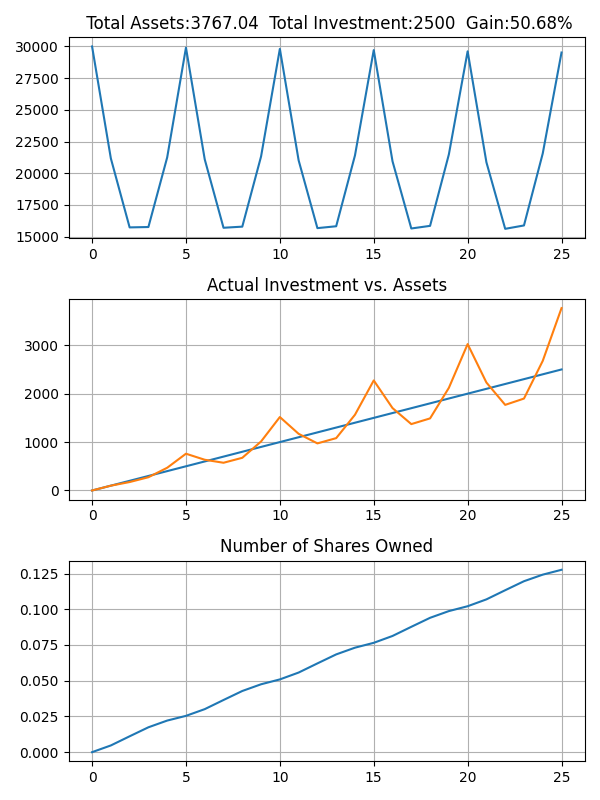 Total Assets:3767.04  Total Investment:2500  Gain:50.68%
30000
27500
25000
22500
20000
17500
15000
0 5 10 15 20 25
Actual Investment vs. Assets
3000
2000
1000
0
0 5 10 15 20 25
Number of Shares Owned
0.125
0.100
0.075
0.050
0.025
0.000
0 5 10 15 20 25